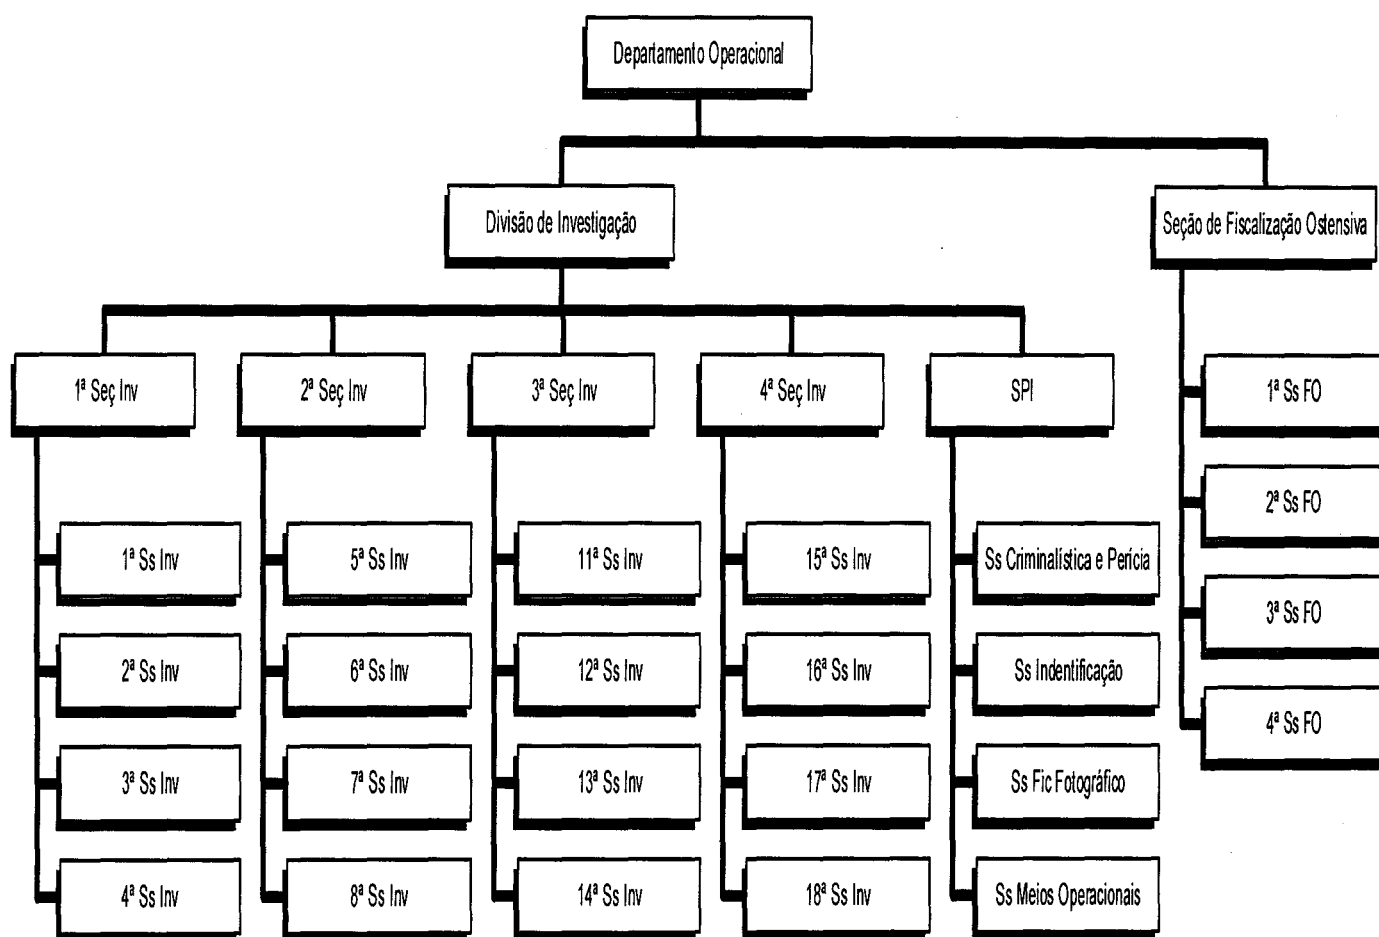 Departamento Operacional
Divisão de Investigação
Seção de Fiscalização Ostensiva
1ª Seç Inv
2ª Seç Inv
3ª Seç Inv
4ª Seç Inv
SPI
1ª Ss FO
2ª Ss FO
3ª Ss FO
4ª Ss FO
1ª Ss Inv
5ª Ss Inv
11ª Ss Inv
15ª Ss Inv
Ss Criminalística e Perícia
2ª Ss Inv
6ª Ss Inv
12ª Ss Inv
16ª Ss Inv
Ss Indentificação
3ª Ss Inv
7ª Ss Inv
13ª Ss Inv
17ª Ss Inv
Ss Fic Fotográfico
4ª Ss Inv
8ª Ss Inv
14ª Ss Inv
18ª Ss Inv
Ss Meios Operacionais